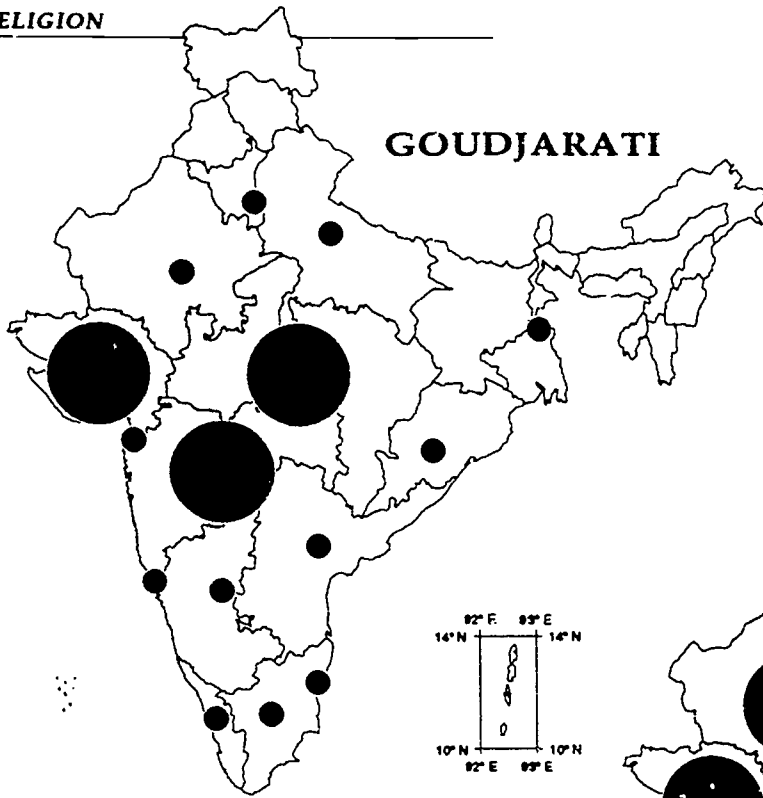 ELIGION
GOUDJARATI
92° E 93° E
14° N 14° N
10° N 10° N
92° E 93° E